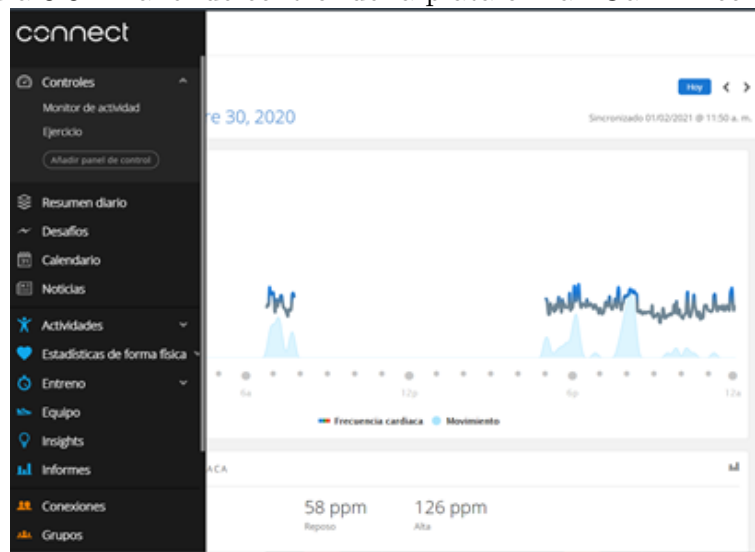 connect
Controles
Monitor de actividad
Ejercicio
Añadir panel de control
Resumen diario
Desafíos
Calendario
Noticias
Actividades
Estadísticas de forma física
Entreno
Equipo
Insights
Informes
Conexiones
Grupos
Hoy
re 30, 2020
Sincronizado 01/02/2021 @ 11:50 a. m.
6a 12p 6p 12a
Frecuencia cardiaca Movimiento
ACA
58 ppm 126 ppm
Reposo Alta